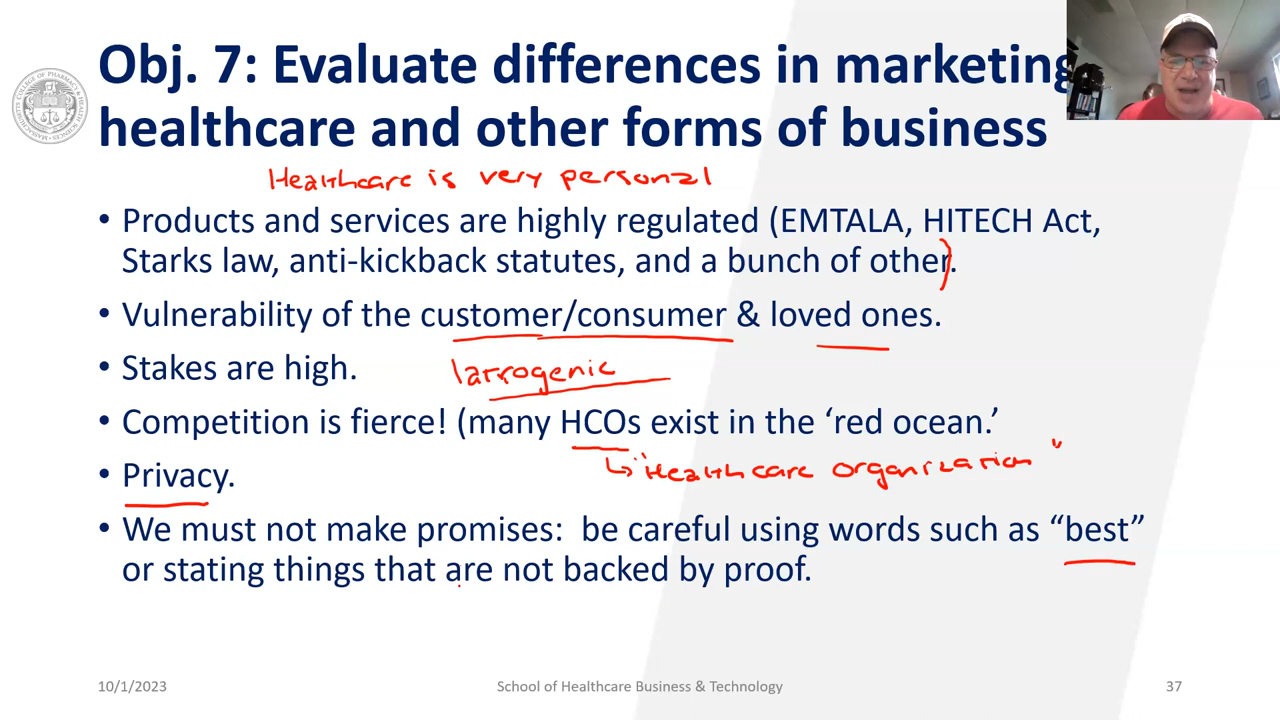 Obj. 7: Evaluate differences in marketing
healthcare and other forms of business
Healthcare is very personal
• Products and services are highly regulated (EMTALA, HITECH Act,
Starks law, anti-kickback statutes, and a bunch of other).
• Vulnerability of the customer/consumer & loved ones.
• Stakes are high.
Iatrogenic
• Competition is fierce! (many HCOs exist in the ‘red ocean.’
"Healthcare organization"
• Privacy.
• We must not make promises:  be careful using words such as “best”
or stating things that are not backed by proof.
10/1/2023
School of Healthcare Business & Technology
37